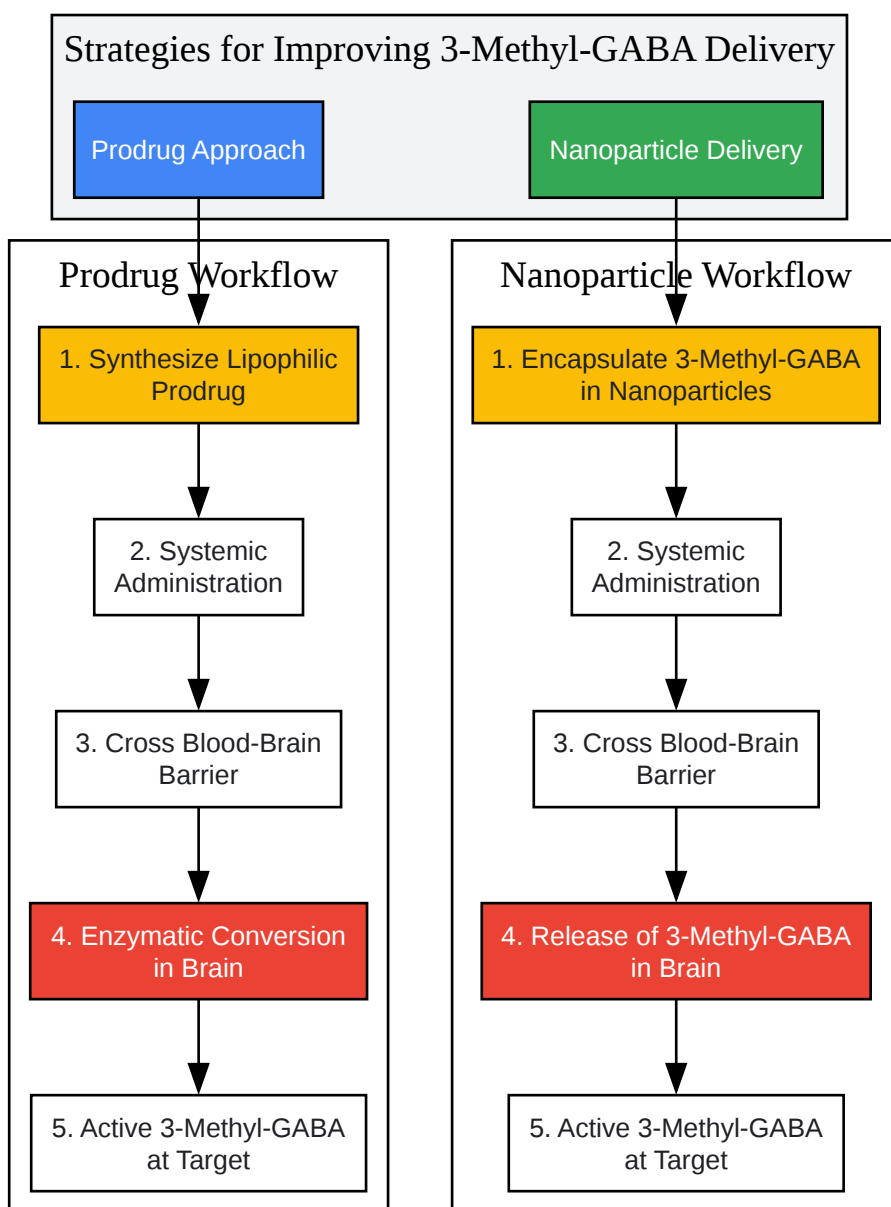 Strategies for Improving 3-Methyl-GABA Delivery
Prodrug Approach
Nanoparticle Delivery
Prodrug Workflow
1. Synthesize Lipophilic
Prodrug
2. Systemic
Administration
3. Cross Blood-Brain
Barrier
4. Enzymatic Conversion
in Brain
5. Active 3-Methyl-GABA
at Target
Nanoparticle Workflow
1. Encapsulate 3-Methyl-GABA
in Nanoparticles
2. Systemic
Administration
3. Cross Blood-Brain
Barrier
4. Release of 3-Methyl-GABA
in Brain
5. Active 3-Methyl-GABA
at Target